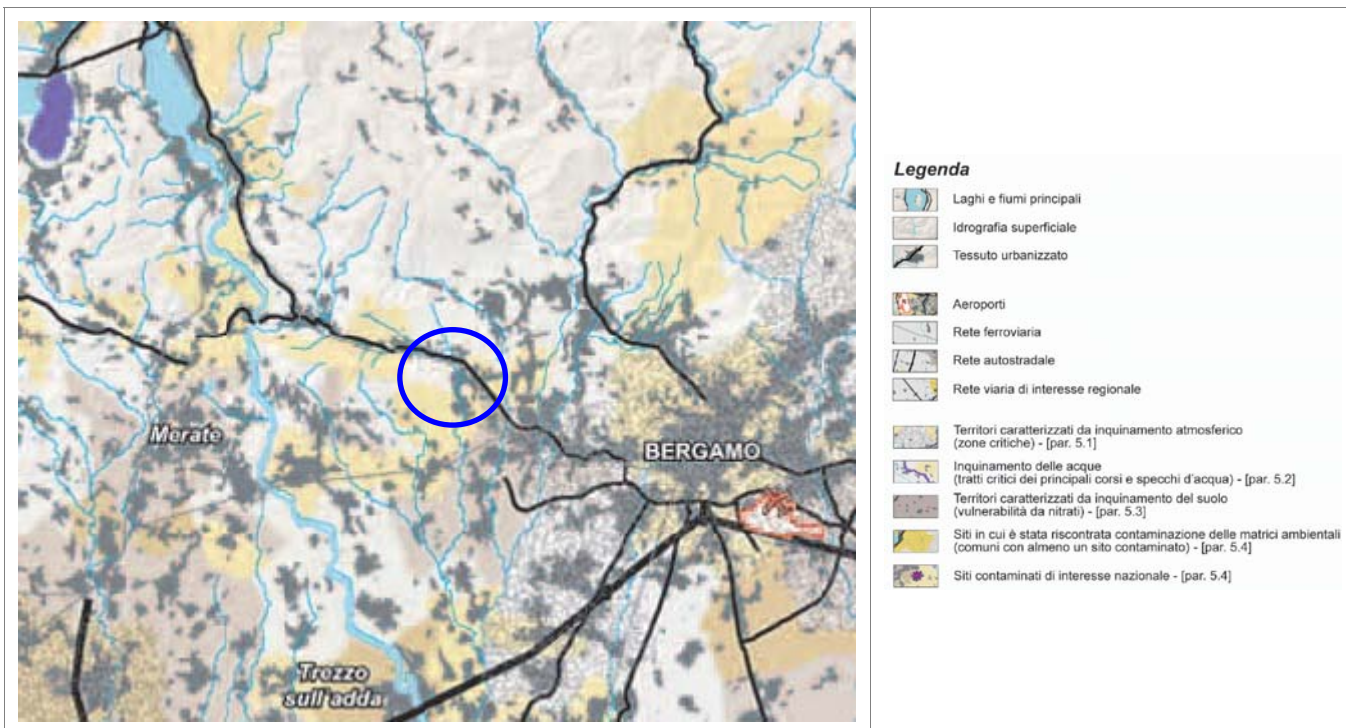 Merate
BERGAMO
Trezzo
sull'adda
Legenda
Laghi e fiumi principali
Idrografia superficiale
Tessuto urbanizzato
Aeroporti
Rete ferroviaria
Rete autostradale
Rete viaria di interesse regionale
Territori caratterizzati da inquinamento atmosferico
(zone critiche) - [par. 5.1]
Inquinamento delle acque
(tratti critici dei principali corsi e specchi d'acqua) - [par. 5.2]
Territori caratterizzati da inquinamento del suolo
(vulnerabilità da nitrati) - [par. 5.3]
Siti in cui è stata riscontrata contaminazione delle matrici ambientali
(comuni con almeno un sito contaminato) - [par. 5.4]
Siti contaminati di interesse nazionale - [par. 5.4]